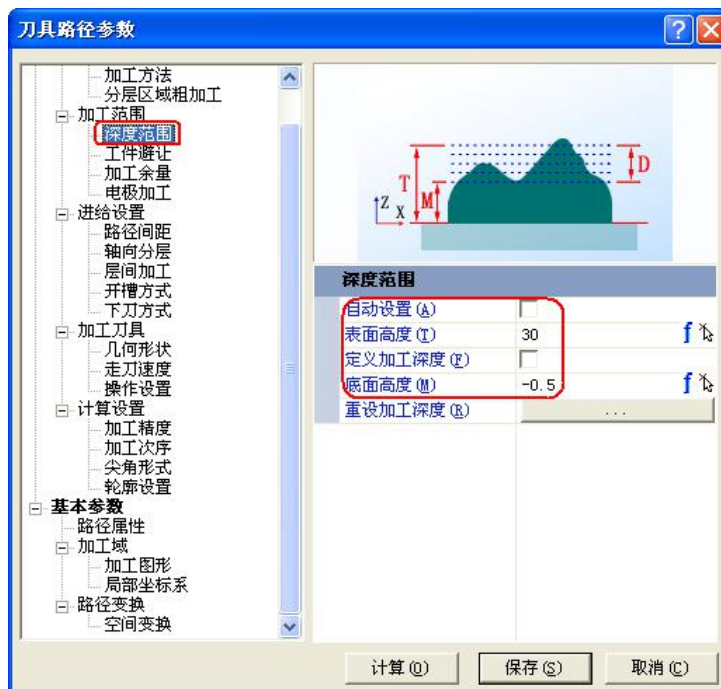 刀具路径参数
加工方法
分层区域粗加工
加工范围
深度范围
工件避让
加工余量
电极加工
进给设置
路径间距
轴向分层
层间加工
开槽方式
下刀方式
加工刀具
几何形状
走刀速度
操作设置
计算设置
加工精度
加工次序
尖角形式
轮廓设置
基本参数
路径属性
加工域
加工图形
局部坐标系
路径变换
空间变换
T
M
D
Z
X
深度范围
自动设置(A)
表面高度(T) 30
定义加工深度(F)
底面高度(M) -0.5
重设加工深度(R) ...
计算(O) 保存(S) 取消(C)